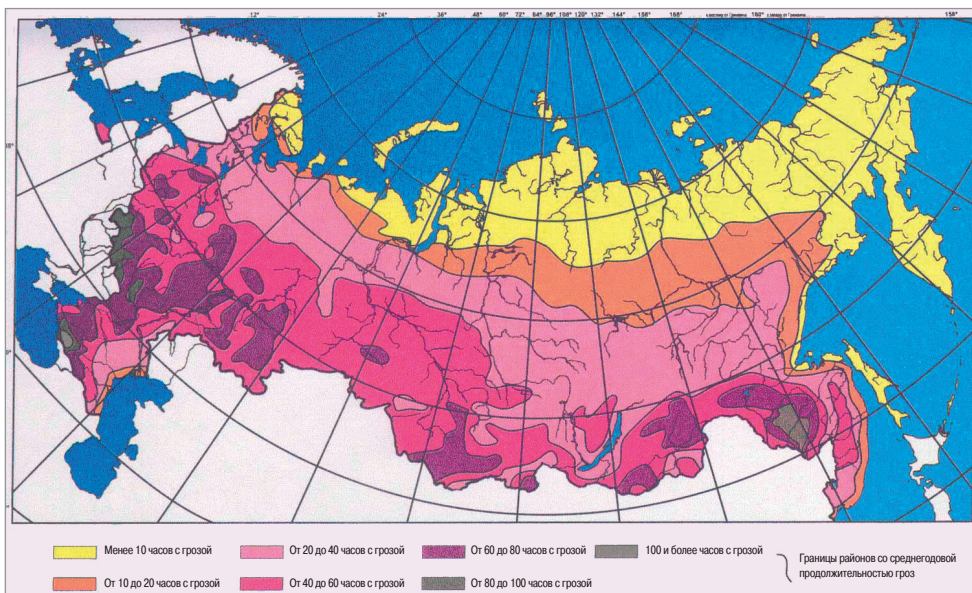 12° 24° 36° 48° 60° 72° 84° 96° 108° 120° 132° 144° 156° 168° 180° 158°
Менее 10 часов с грозой
От 20 до 40 часов с грозой
От 60 до 80 часов с грозой
100 и более часов с грозой
От 10 до 20 часов с грозой
От 40 до 60 часов с грозой
От 80 до 100 часов с грозой
Границы районов со среднегодовой
продолжительностью гроз